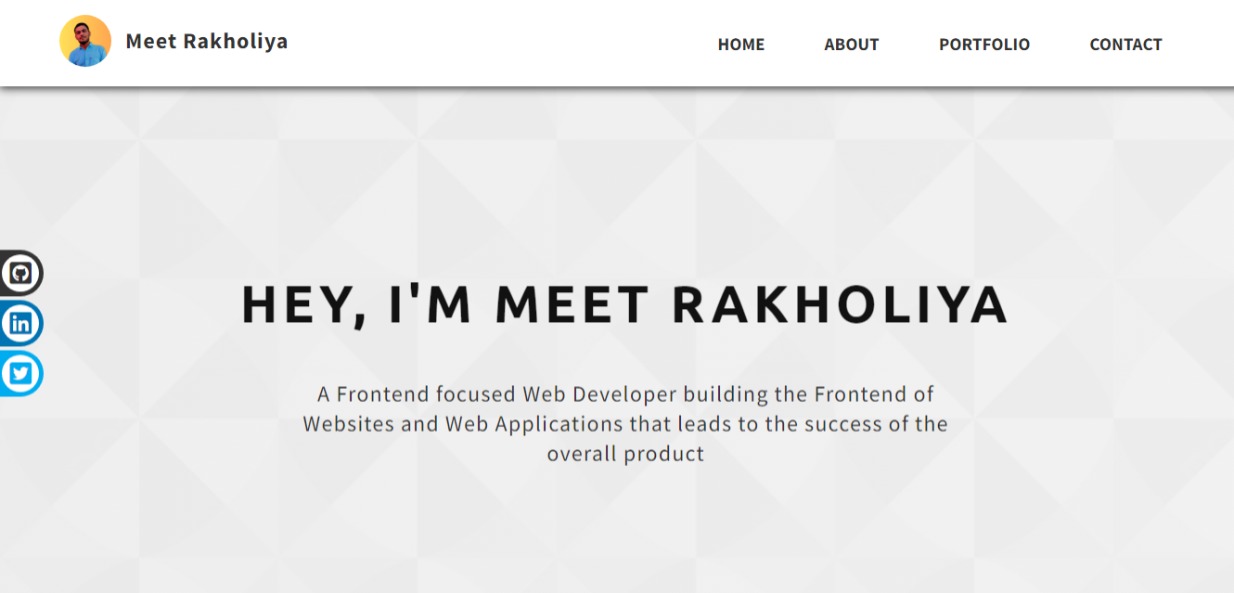 Meet Rakholiya
HOME ABOUT PORTFOLIO CONTACT
HEY, I'M MEET RAKHOLIYA
A Frontend focused Web Developer building the Frontend of
Websites and Web Applications that leads to the success of the
overall product
in